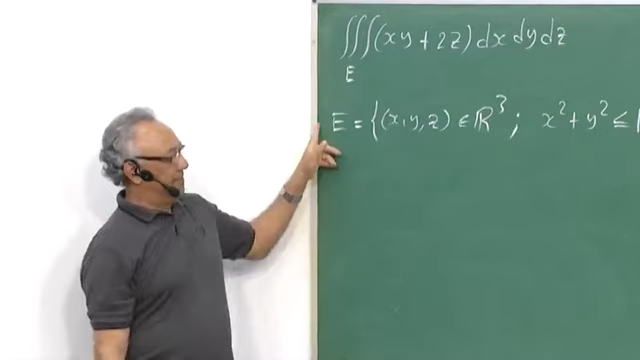 ∭(xy + 2z) dx dy dz
E
E = {(x, y, z) ∈ ℝ³ ; x² + y² ≤